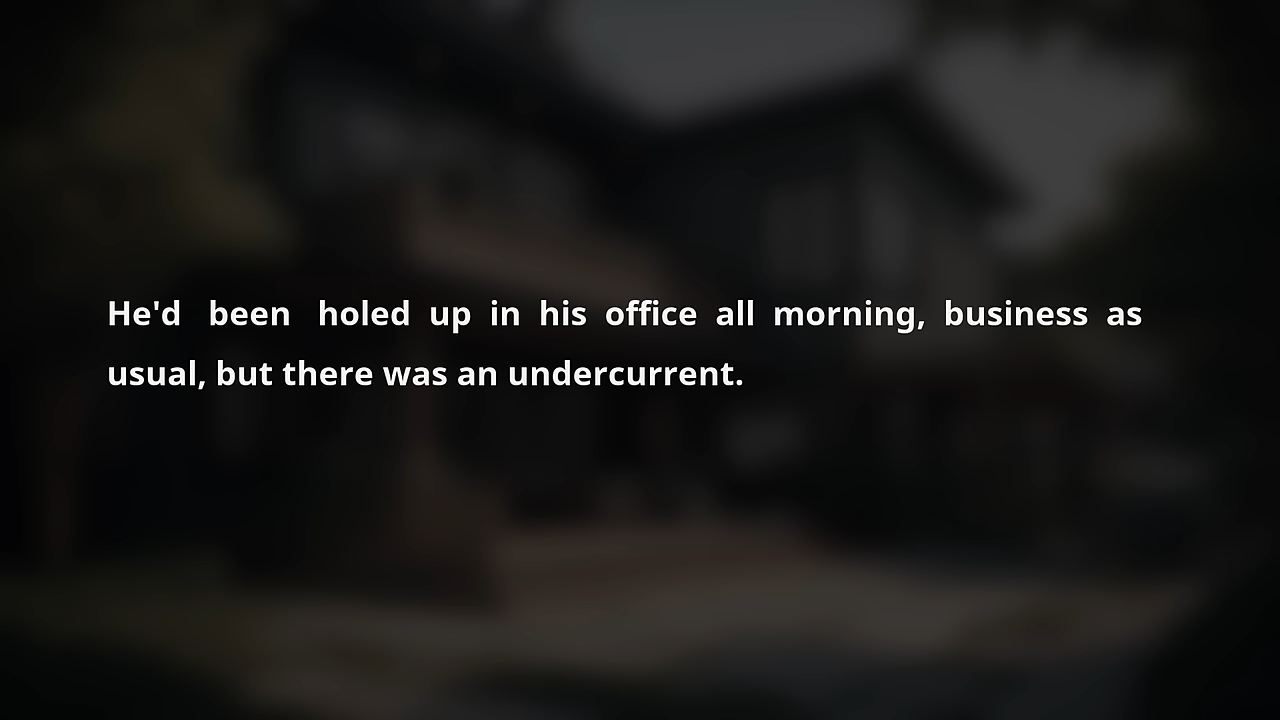 He'd been holed up in his office all morning, business as
usual, but there was an undercurrent.